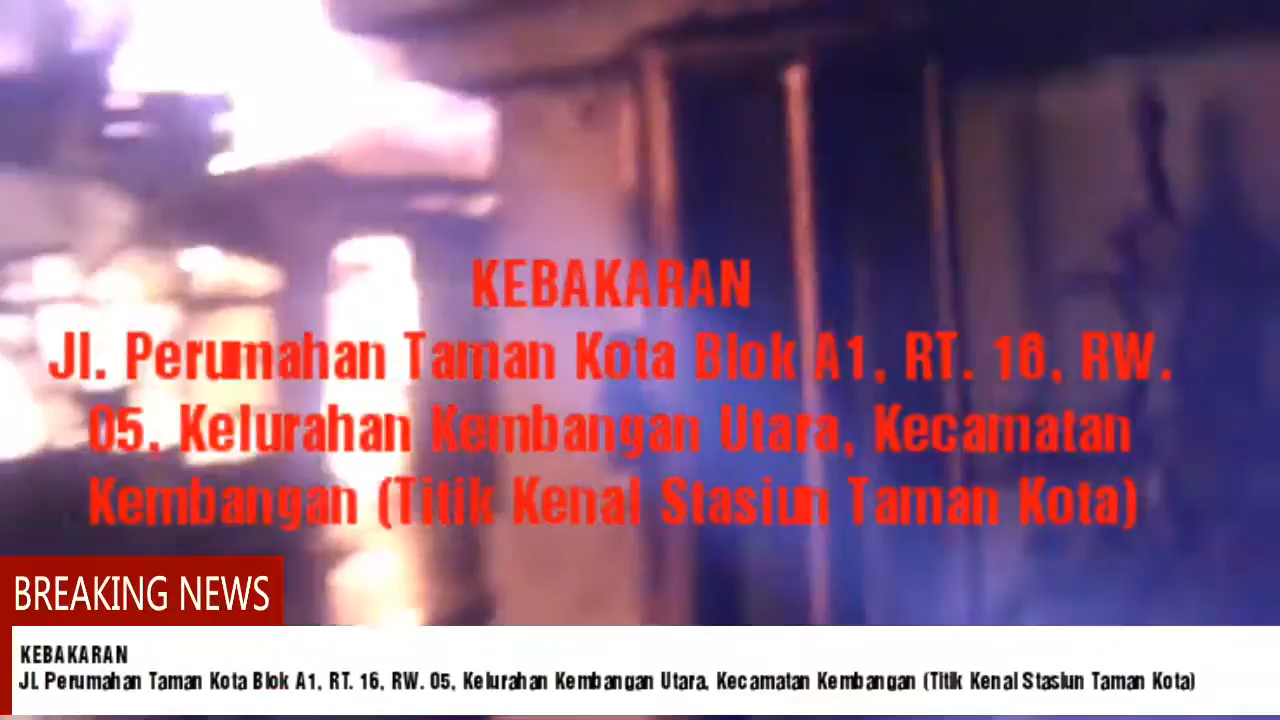 KEBAKARAN
Jl. Perumahan Taman Kota Blok A1, RT. 16, RW.
05, Kelurahan Kembangan Utara, Kecamatan
Kembangan (Titik Kenal Stasiun Taman Kota)
BREAKING NEWS
KEBAKARAN
Jl. Perumahan Taman Kota Blok A1, RT. 16, RW. 05, Kelurahan Kembangan Utara, Kecamatan Kembangan (Titik Kenal Stasiun Taman Kota)